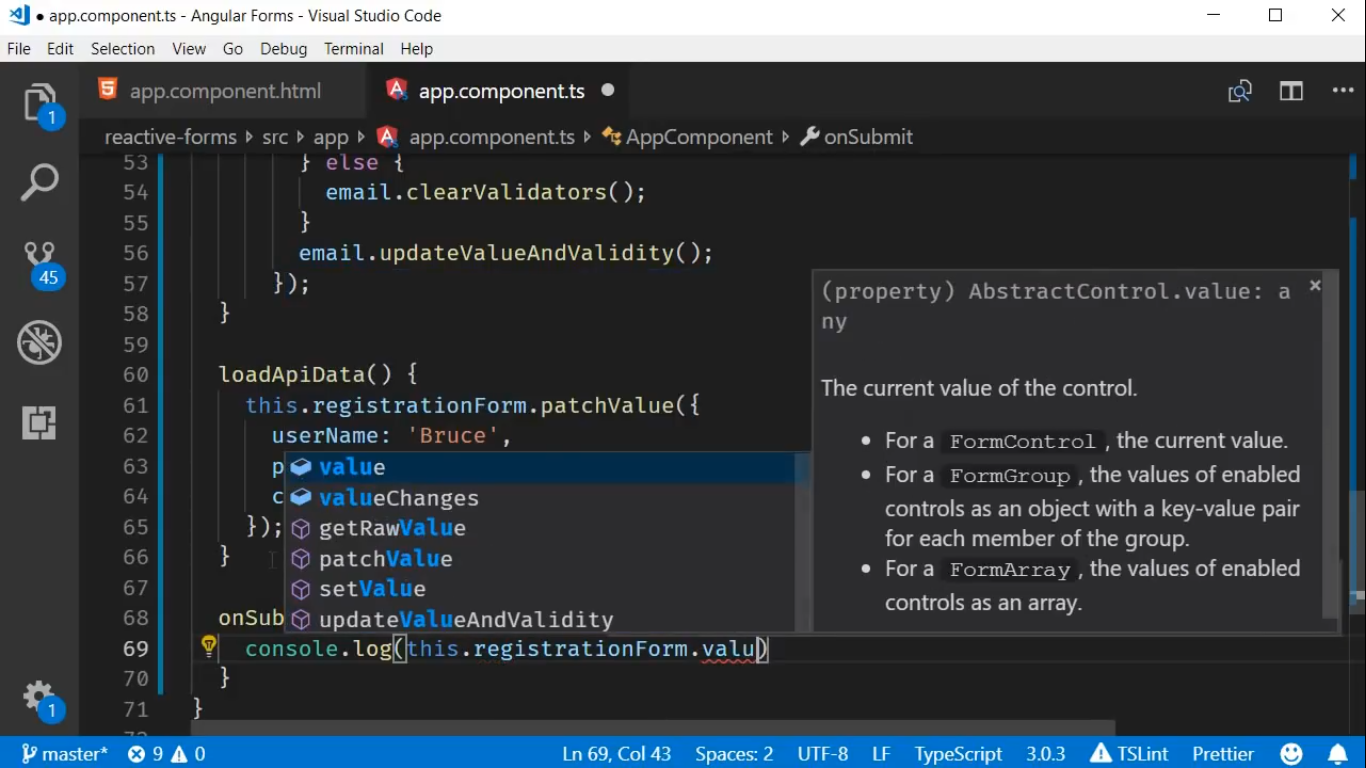 app.component.ts - Angular Forms - Visual Studio Code
File Edit Selection View Go Debug Terminal Help
app.component.html
app.component.ts
reactive-forms src app app.component.ts AppComponent onSubmit
53 } else {
54 email.clearValidators();
55 }
56 email.updateValueAndValidity();
57 });
58 }
59
60 loadApiData() {
61 this.registrationForm.patchValue({
62 userName: 'Bruce',
63 p
64 c
65 });
66 }
67
68 onSub
69 console.log(this.registrationForm.valu)
70 }
71 }
value
valueChanges
getRawValue
patchValue
setValue
updateValueAndValidity
(property) AbstractControl.value: a
ny
The current value of the control.
• For a FormControl, the current value.
• For a FormGroup, the values of enabled
controls as an object with a key-value pair
for each member of the group.
• For a FormArray, the values of enabled
controls as an array.
1
45
1
master* 9 0 Ln 69, Col 43 Spaces: 2 UTF-8 LF TypeScript 3.0.3 TSLint Prettier